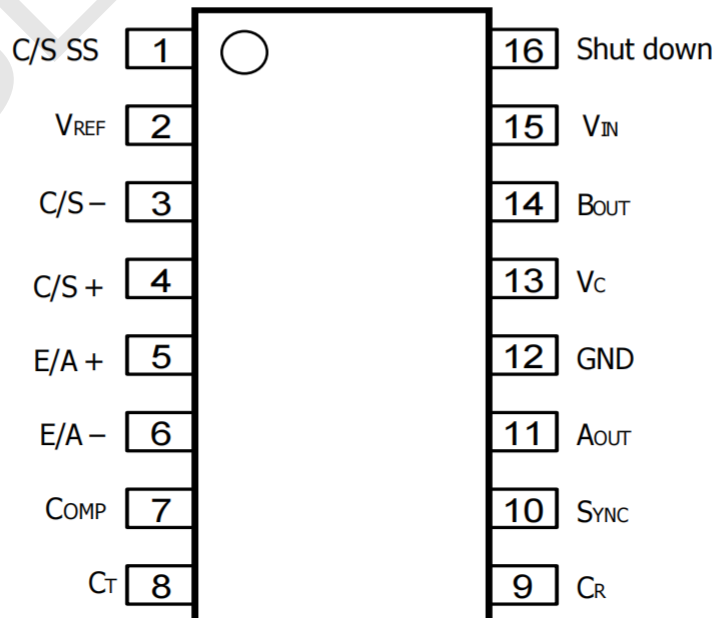 C/S SS 1 16 Shut down
VREF 2 15 VIN
C/S − 3 14 BOUT
C/S + 4 13 VC
E/A + 5 12 GND
E/A − 6 11 AOUT
COMP 7 10 SYNC
CT 8 9 CR